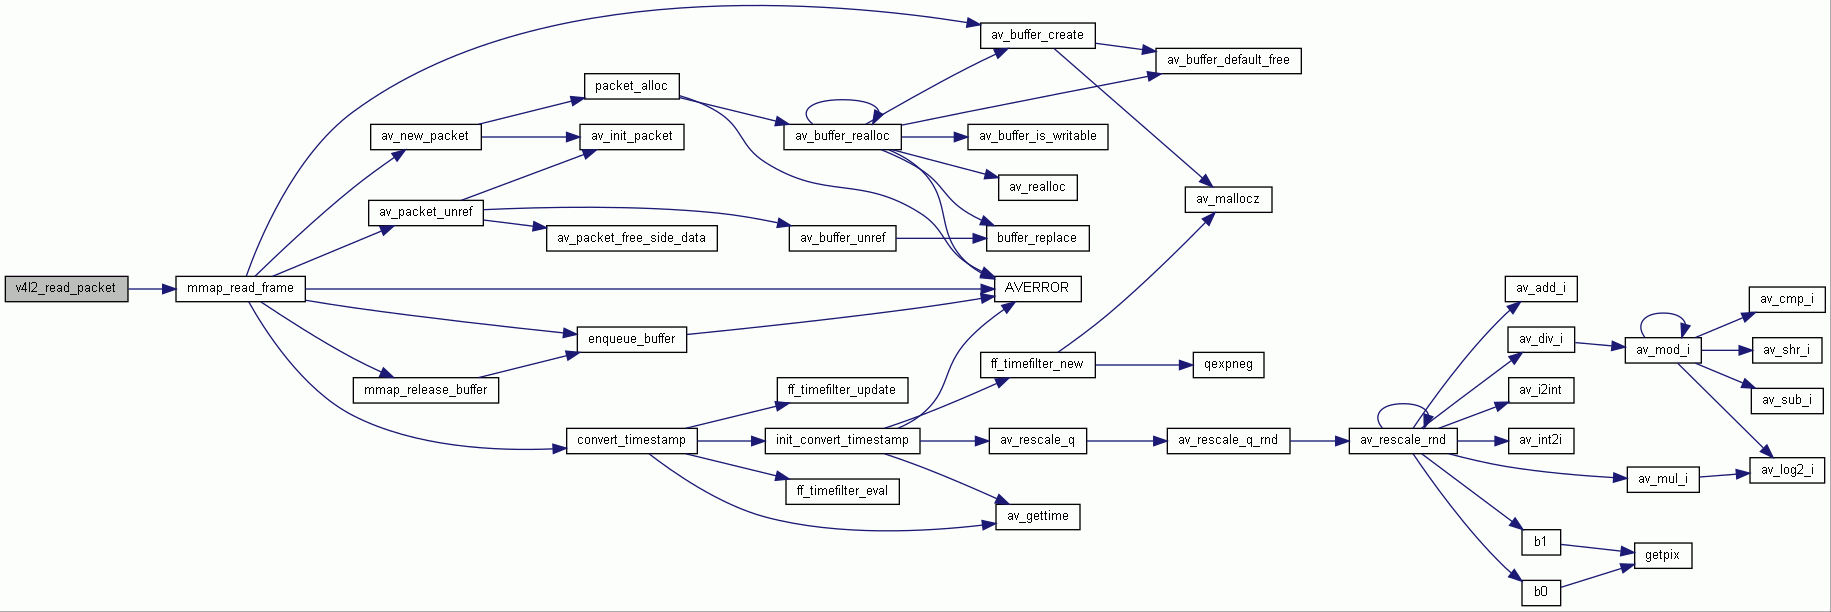 v4l2_read_packet
mmap_read_frame
av_new_packet
av_packet_unref
mmap_release_buffer
packet_alloc
av_init_packet
av_packet_free_side_data
enqueue_buffer
convert_timestamp
av_buffer_realloc
av_buffer_unref
ff_timefilter_update
init_convert_timestamp
ff_timefilter_eval
av_buffer_create
av_buffer_is_writable
av_realloc
buffer_replace
AVERROR
ff_timefilter_new
av_rescale_q
av_gettime
av_buffer_default_free
av_mallocz
qexpneg
av_rescale_q_rnd
av_rescale_rnd
av_add_i
av_div_i
av_i2int
av_int2i
av_mul_i
b1
b0
av_mod_i
getpix
av_cmp_i
av_shr_i
av_sub_i
av_log2_i